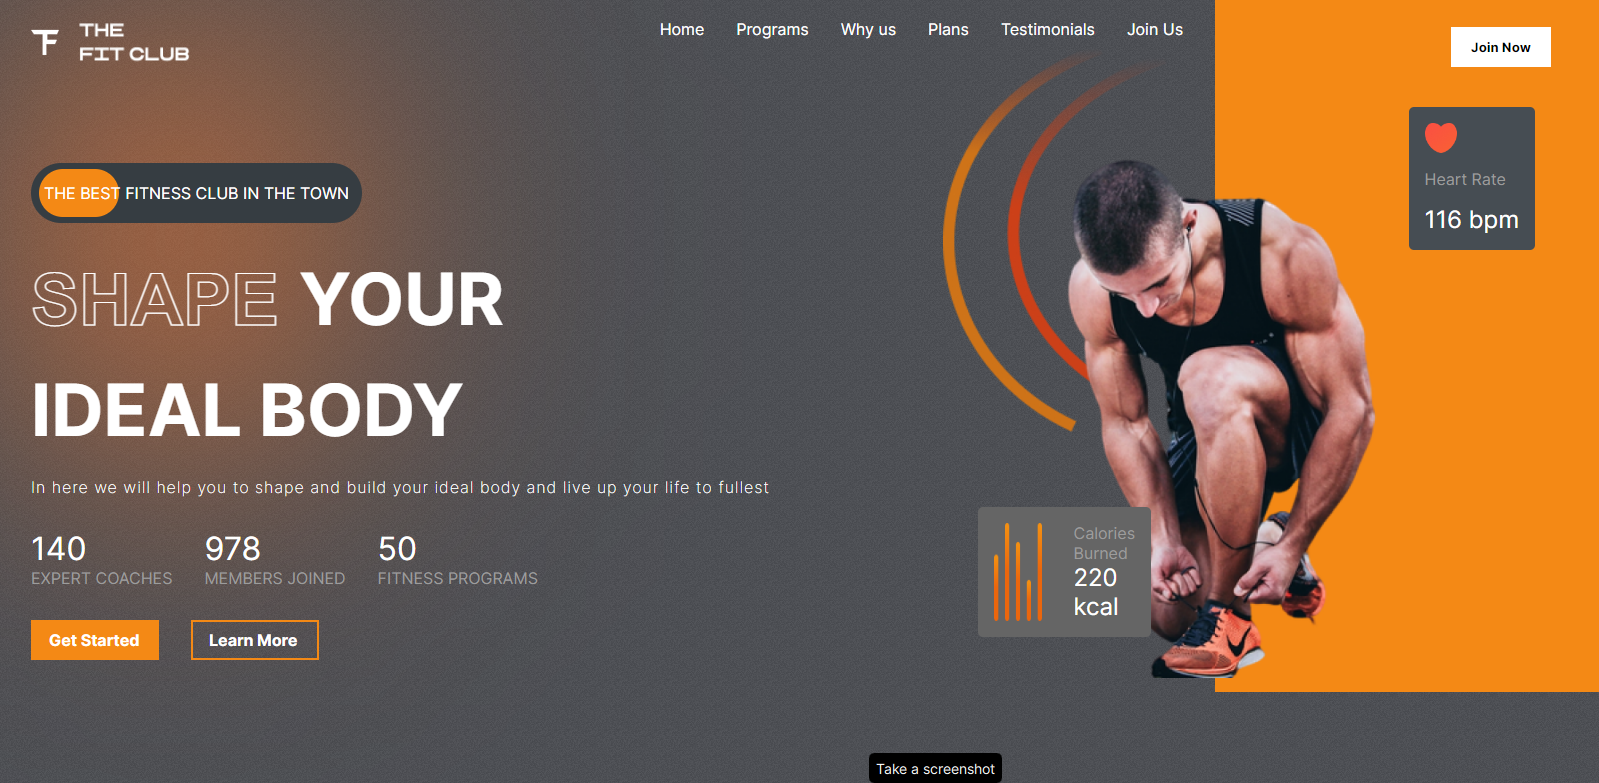 THE
FIT CLUB
Home
Programs
Why us
Plans
Testimonials
Join Us
Join Now
Heart Rate
116 bpm
THE BEST FITNESS CLUB IN THE TOWN
SHAPE YOUR
IDEAL BODY
In here we will help you to shape and build your ideal body and live up your life to fullest
140
EXPERT COACHES
978
MEMBERS JOINED
50
FITNESS PROGRAMS
Calories
Burned
220
kcal
Get Started
Learn More
Take a screenshot